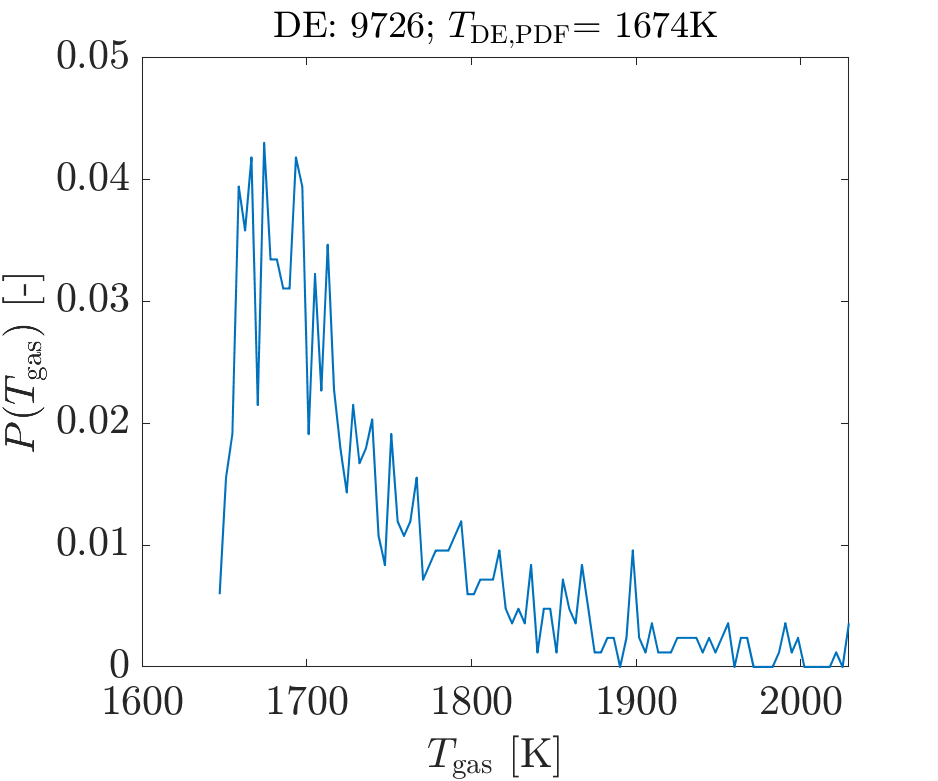 DE: 9726; T_DE,PDF= 1674K
0.05
0.04
0.03
0.02
0.01
0
P(T_gas) [-]
1600 1700 1800 1900 2000
T_gas [K]